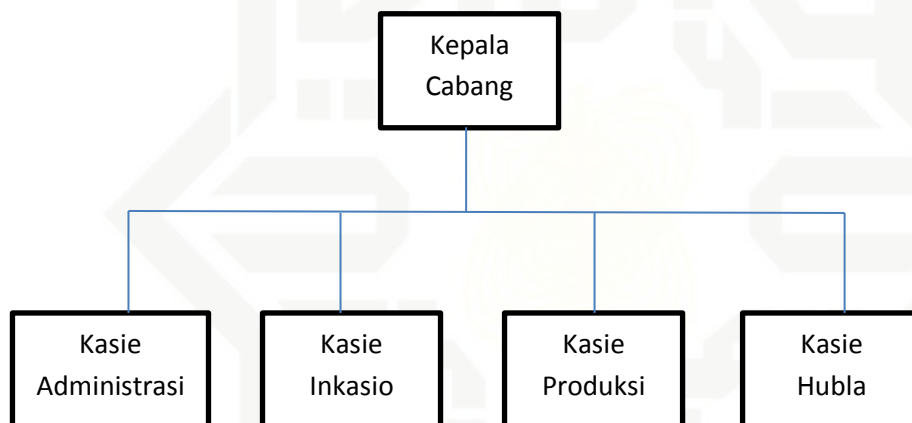 Kepala
Cabang
Kasie
Administrasi
Kasie
Inkasio
Kasie
Produksi
Kasie
Hubla